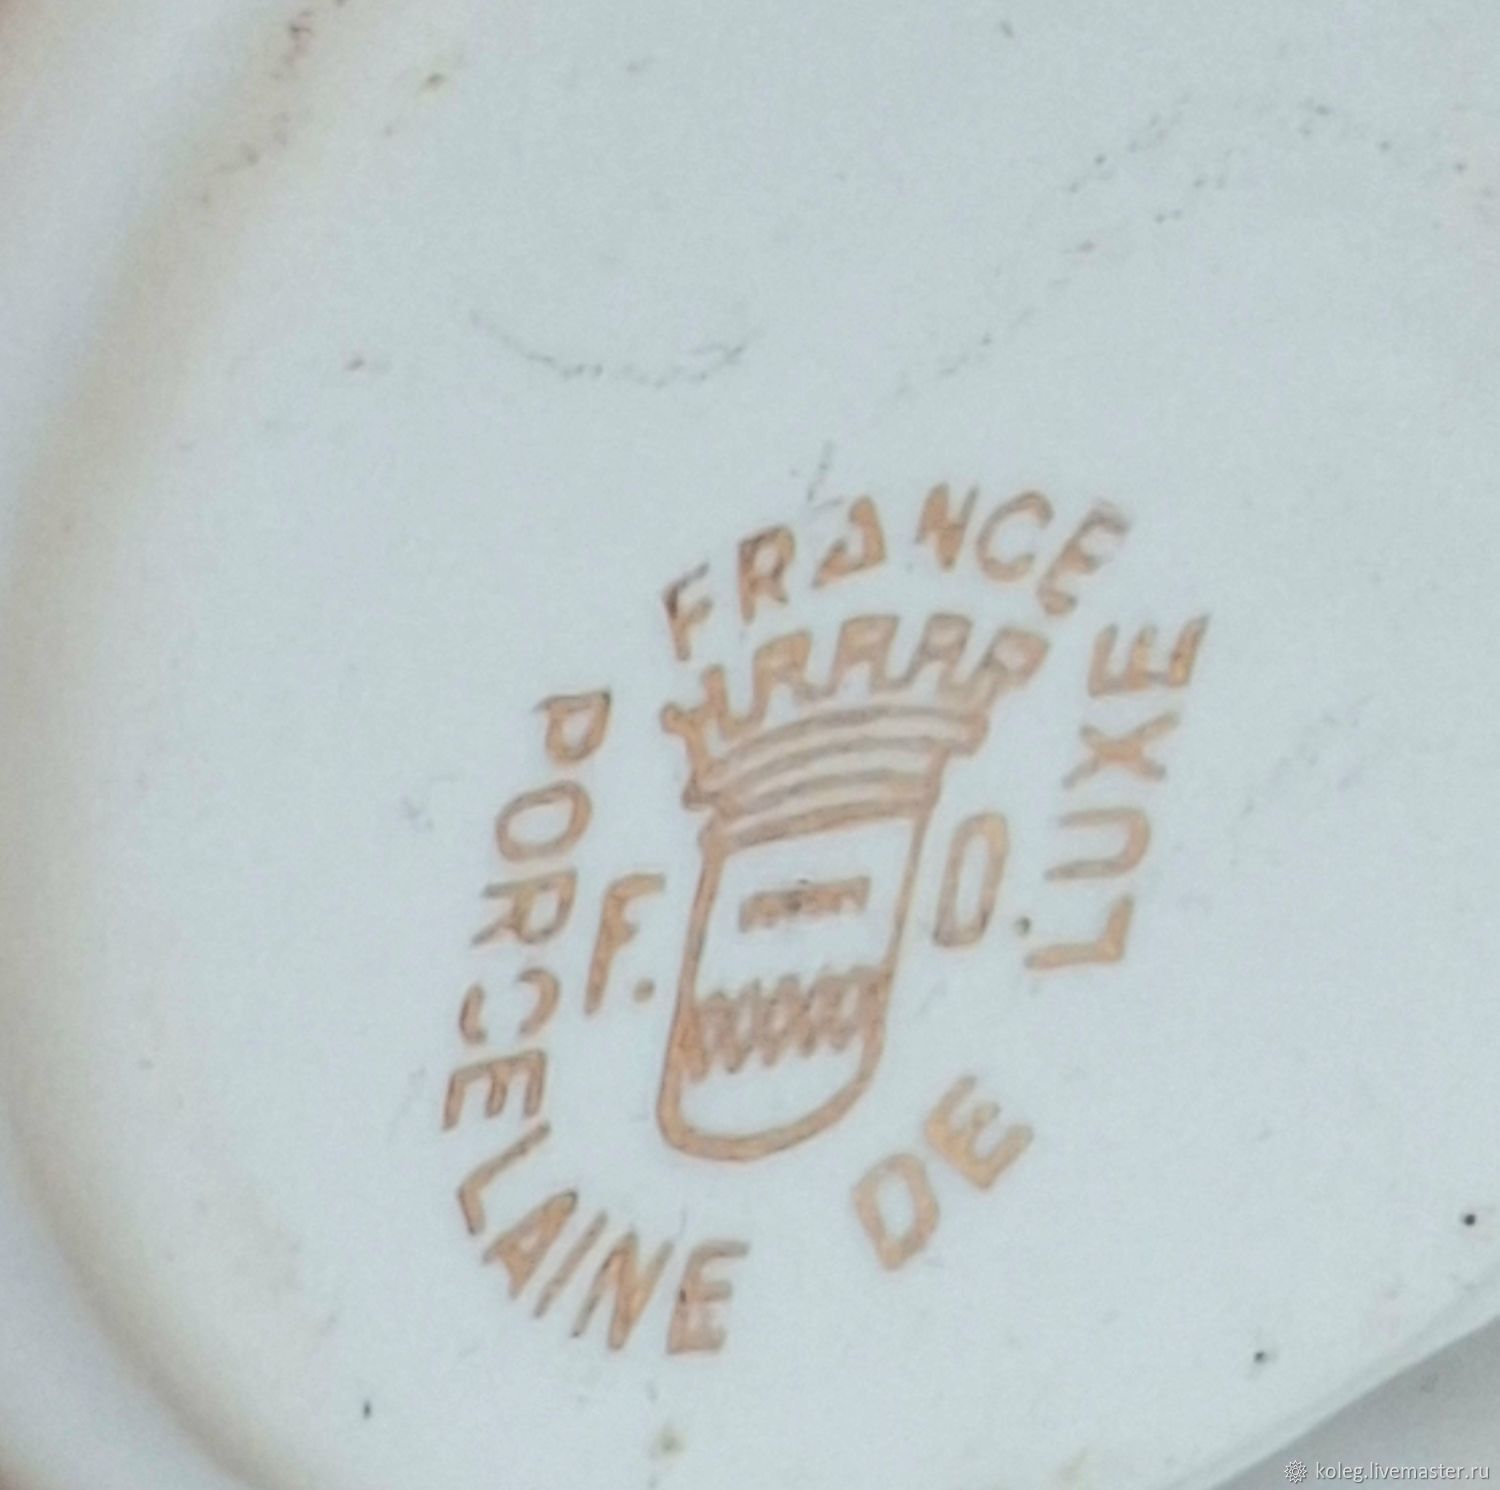 FRANCE
PORCELAINE DE LUXE
F. D.
koleg.livemaster.ru